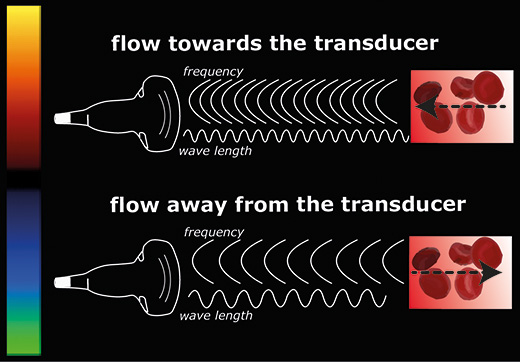 flow towards the transducer
frequency
wave length
flow away from the transducer
frequency
wave length